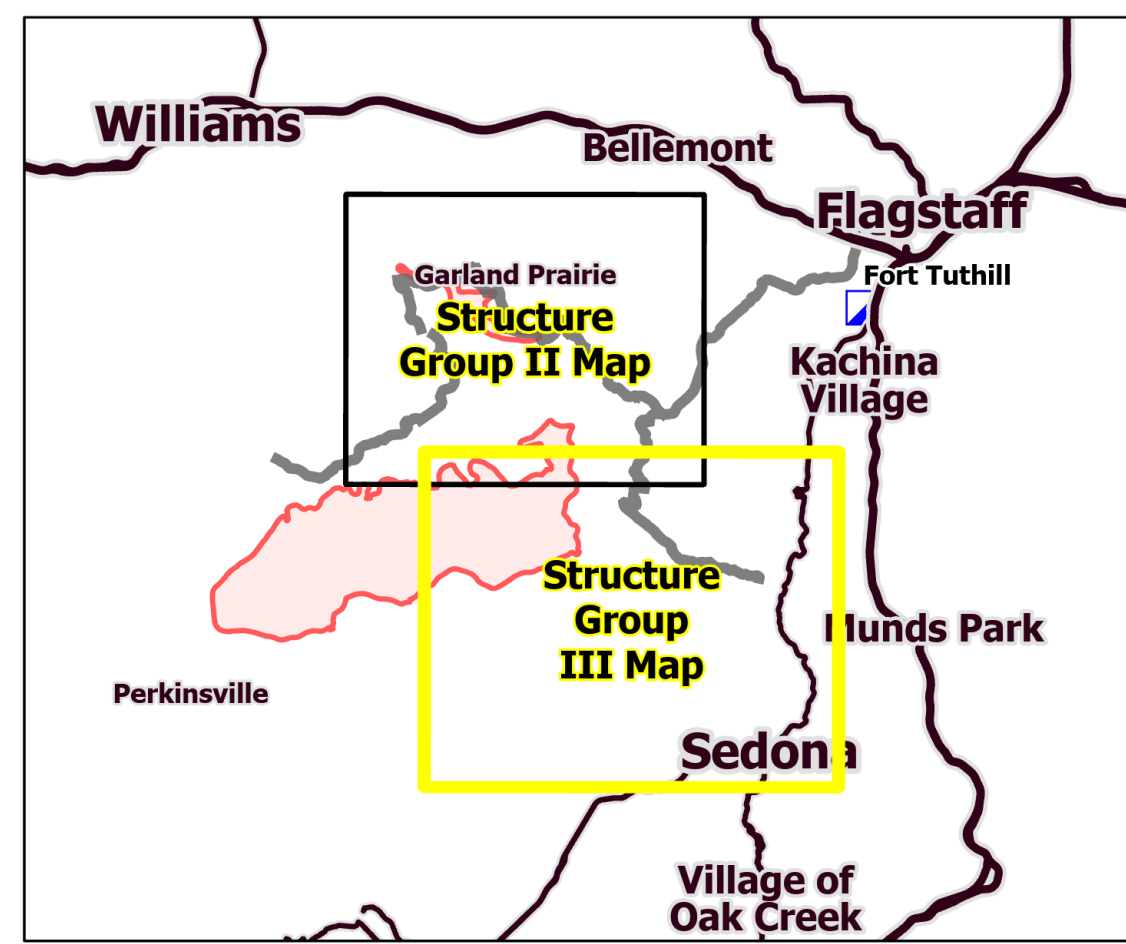 Williams
Bellemont
Flagstaff
Garland Prairie
Fort Tuthill
Structure
Group II Map
Kachina
Village
Structure
Group
III Map
Munds Park
Perkinsville
Sedona
Village of
Oak Creek